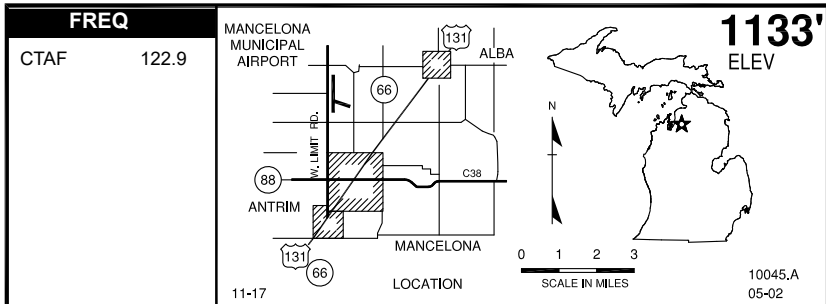 FREQ
CTAF 122.9
MANCELONA
MUNICIPAL
AIRPORT
131
ALBA
66
W. LIMIT RD.
88
C38
ANTRIM
MANCELONA
131
66
LOCATION
11-17
N
0 1 2 3
SCALE IN MILES
1133'
ELEV
10045.A
05-02